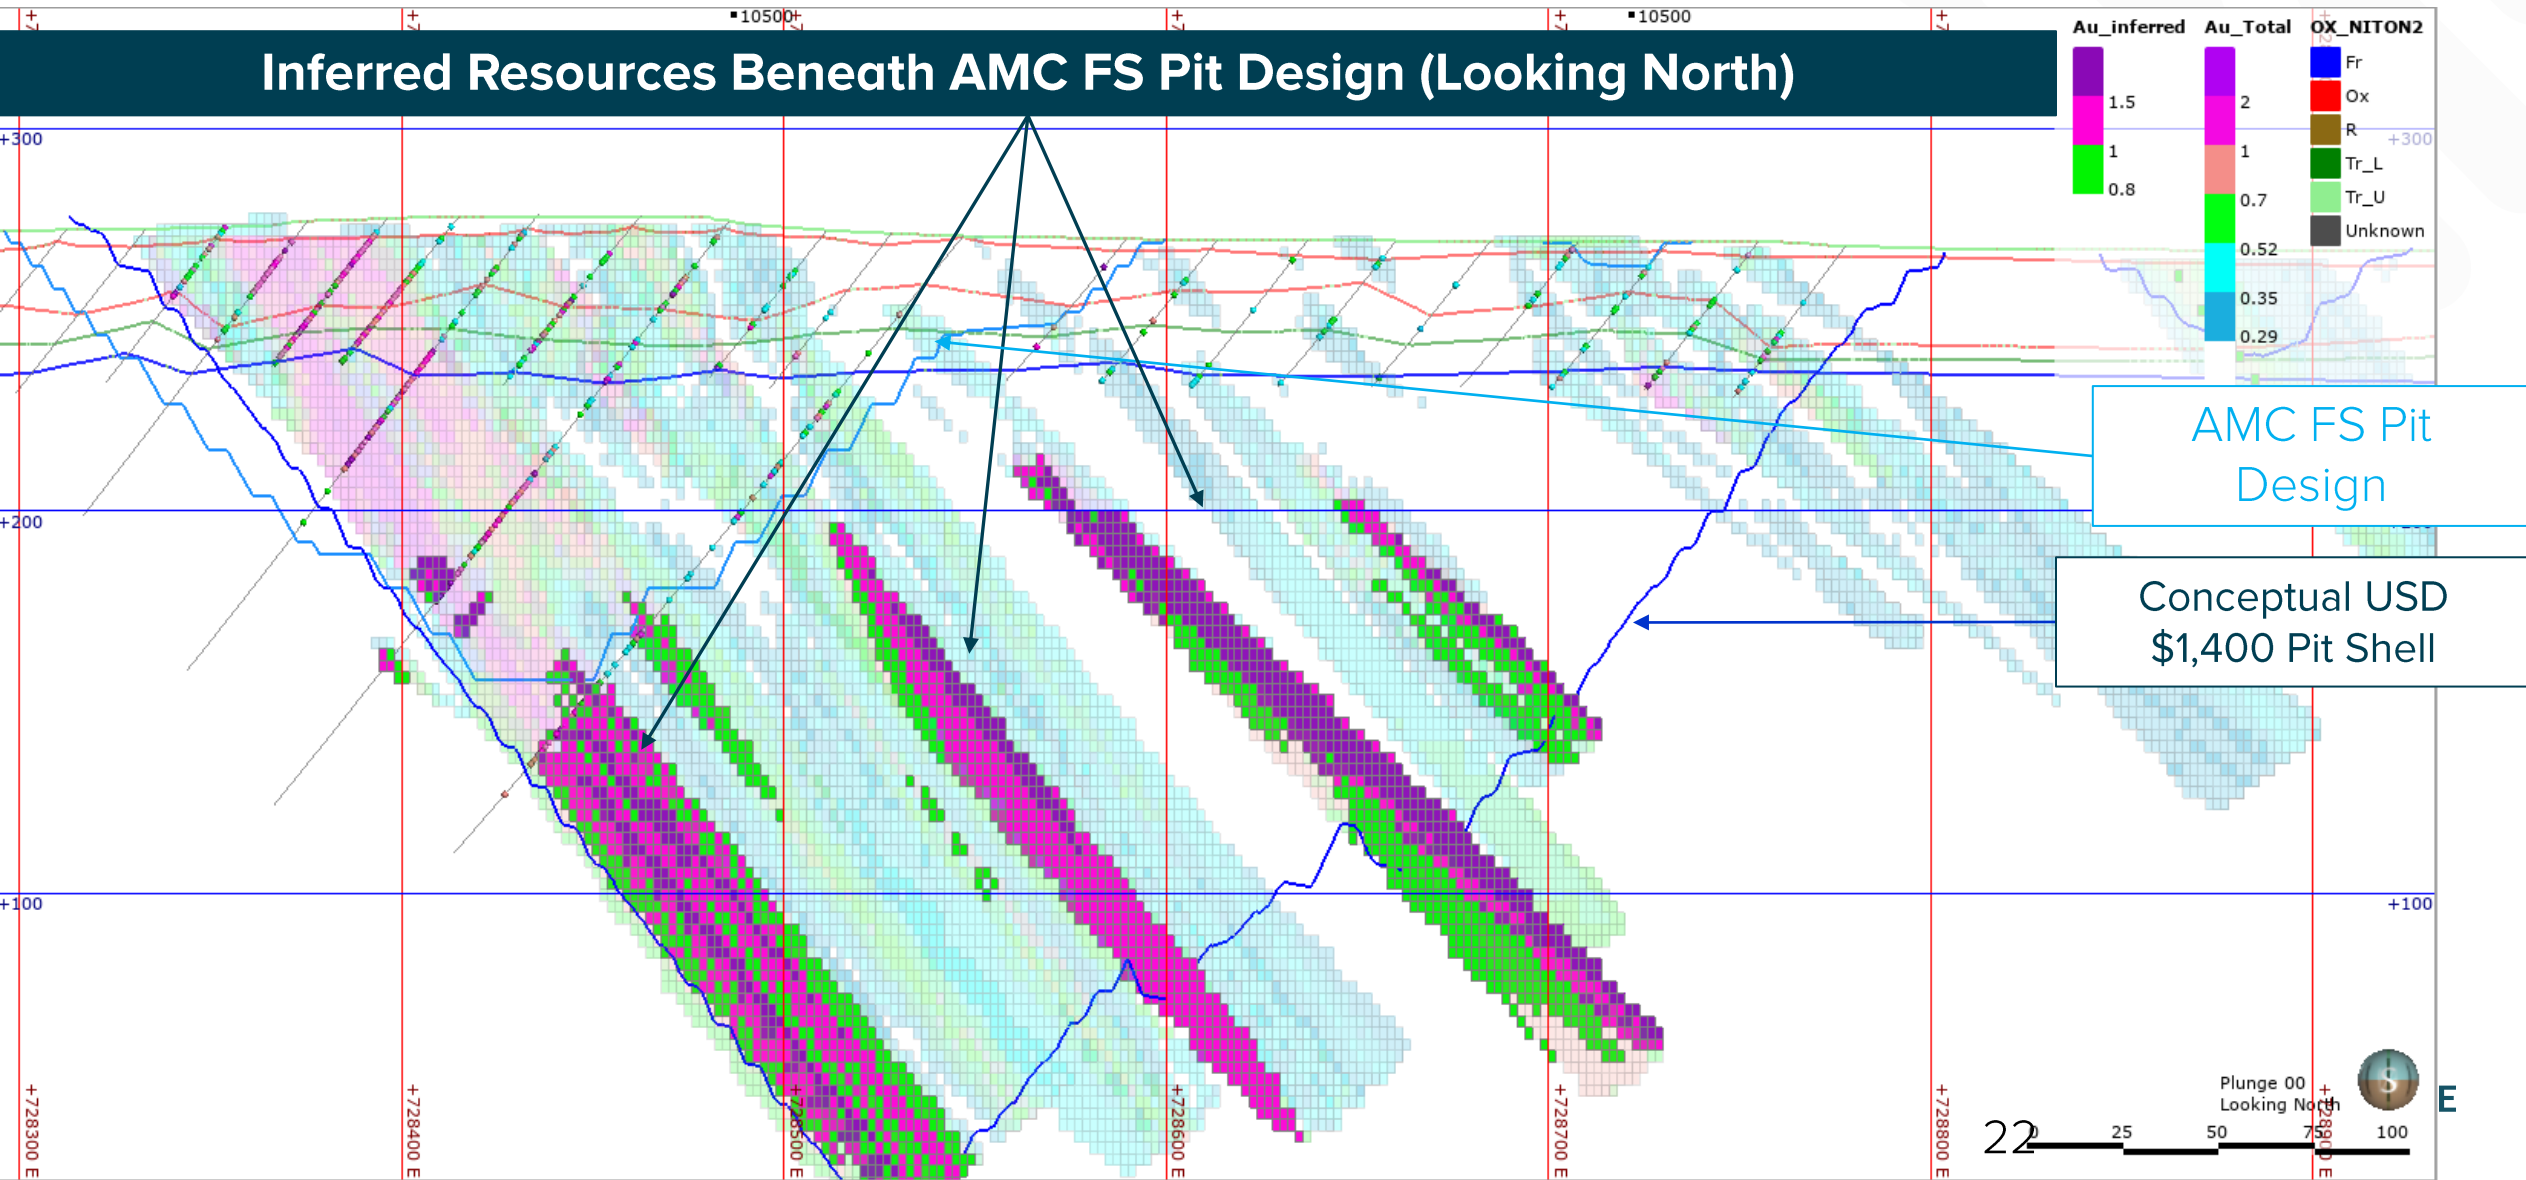 10500
10500
Au_inferred
Au_Total
OX_NITON2
1.5
1
0.8
2
1
0.7
0.52
0.35
0.29
Fr
Ox
R
Tr_L
Tr_U
Unknown
Inferred Resources Beneath AMC FS Pit Design (Looking North)
+300
+300
AMC FS Pit
Design
+200
Conceptual USD
$1,400 Pit Shell
+100
+100
+728300 E
+728400 E
+728500 E
+728600 E
+728700 E
+728800 E
+728900 E
Plunge 00
Looking North
E
22
0
25
50
75
100